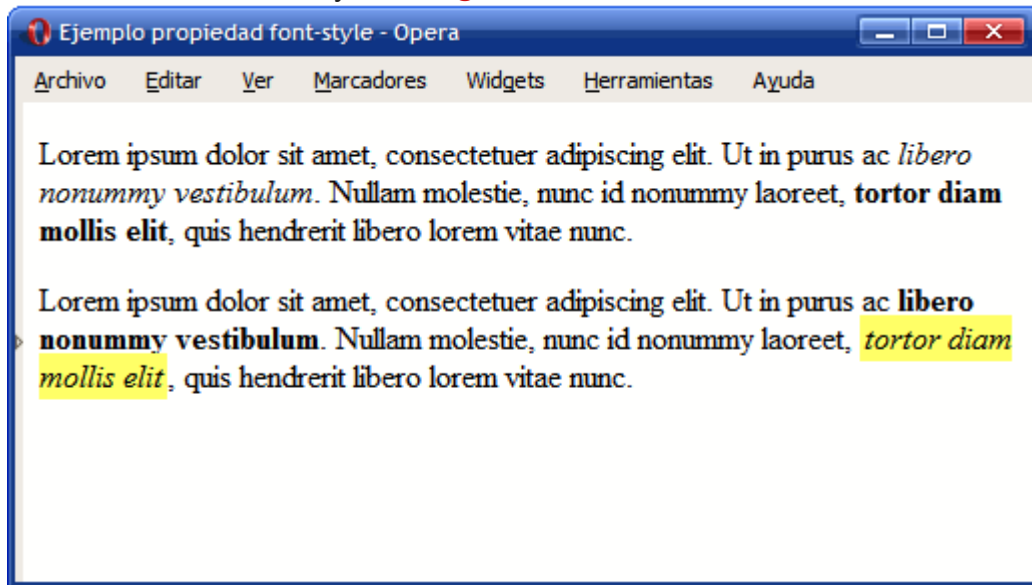 Ejemplo propiedad font-style - Opera
Archivo Editar Ver Marcadores Widgets Herramientas Ayuda
Lorem ipsum dolor sit amet, consectetuer adipiscing elit. Ut in purus ac libero
nonummy vestibulum. Nullam molestie, nunc id nonummy laoreet, tortor diam
mollis elit, quis hendrerit libero lorem vitae nunc.
Lorem ipsum dolor sit amet, consectetuer adipiscing elit. Ut in purus ac libero
nonummy vestibulum. Nullam molestie, nunc id nonummy laoreet, tortor diam
mollis elit, quis hendrerit libero lorem vitae nunc.